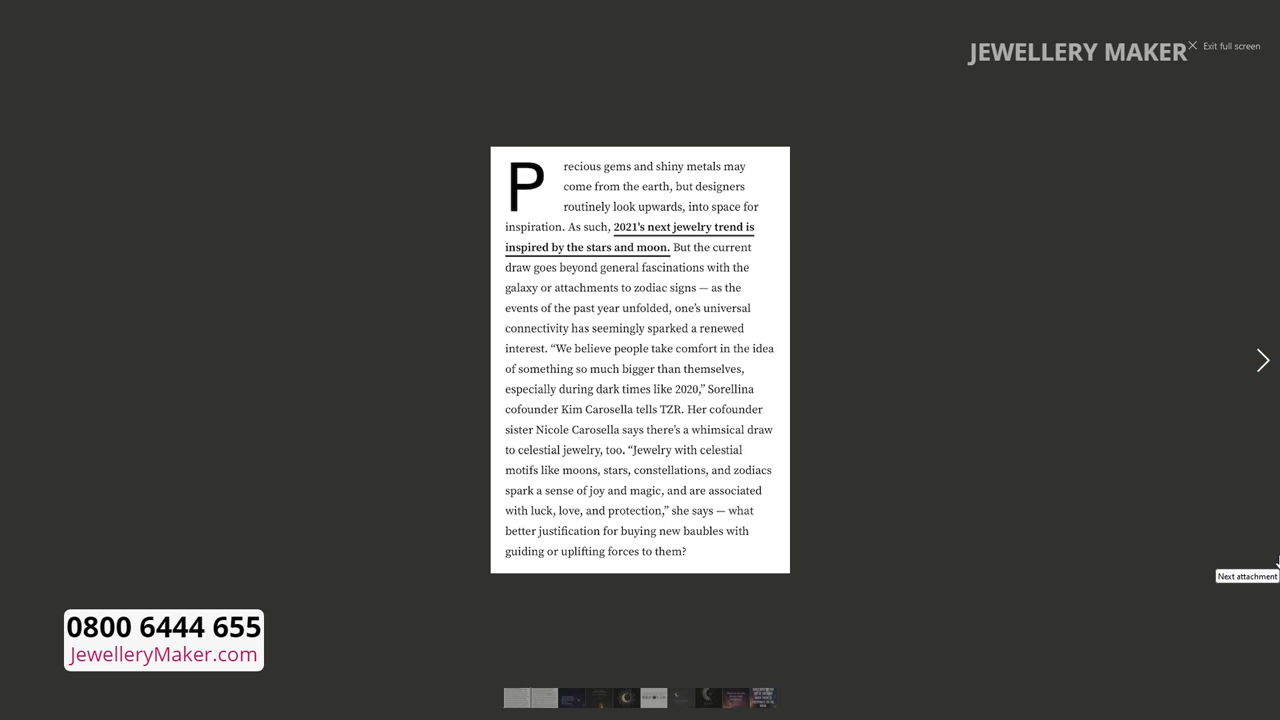 JEWELLERY MAKER
Exit full screen
Precious gems and shiny metals may
come from the earth, but designers
routinely look upwards, into space for
inspiration. As such, 2021's next jewelry trend is
inspired by the stars and moon. But the current
draw goes beyond general fascinations with the
galaxy or attachments to zodiac signs — as the
events of the past year unfolded, one’s universal
connectivity has seemingly sparked a renewed
interest. “We believe people take comfort in the idea
of something so much bigger than themselves,
especially during dark times like 2020,” Sorellina
cofounder Kim Carosella tells TZR. Her cofounder
sister Nicole Carosella says there’s a whimsical draw
to celestial jewelry, too. “Jewelry with celestial
motifs like moons, stars, constellations, and zodiacs
spark a sense of joy and magic, and are associated
with luck, love, and protection,” she says — what
better justification for buying new baubles with
guiding or uplifting forces to them?
Next attachment
0800 6444 655
JewelleryMaker.com